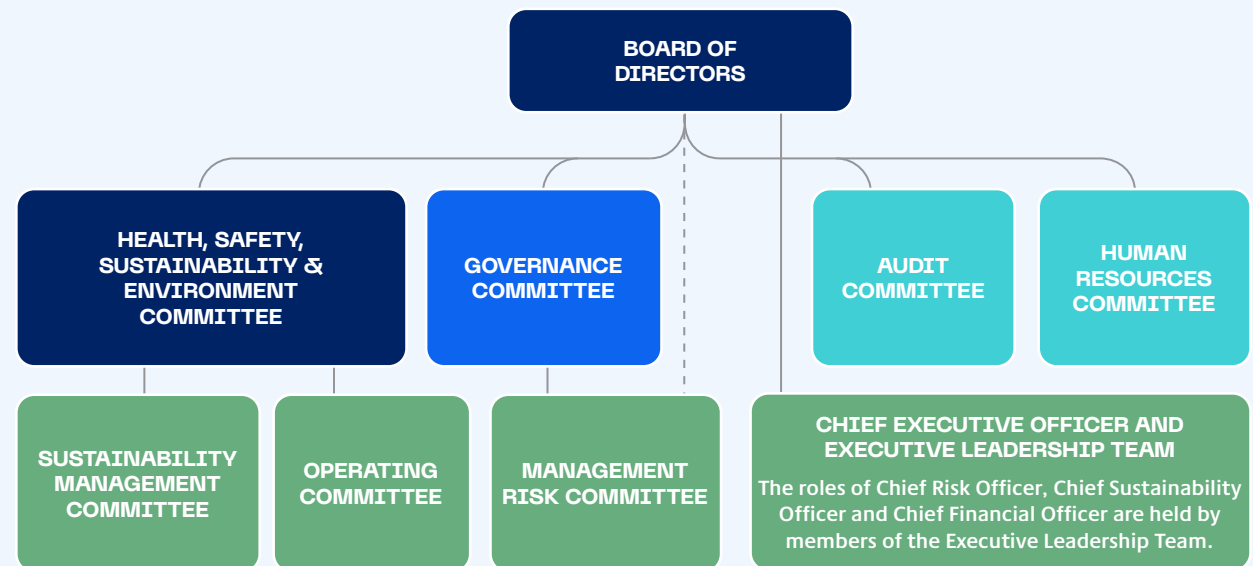 BOARD OF
DIRECTORS
HEALTH, SAFETY,
SUSTAINABILITY &
ENVIRONMENT
COMMITTEE
GOVERNANCE
COMMITTEE
AUDIT
COMMITTEE
HUMAN
RESOURCES
COMMITTEE
SUSTAINABILITY
MANAGEMENT
COMMITTEE
OPERATING
COMMITTEE
MANAGEMENT
RISK COMMITTEE
CHIEF EXECUTIVE OFFICER AND
EXECUTIVE LEADERSHIP TEAM
The roles of Chief Risk Officer, Chief Sustainability
Officer and Chief Financial Officer are held by
members of the Executive Leadership Team.